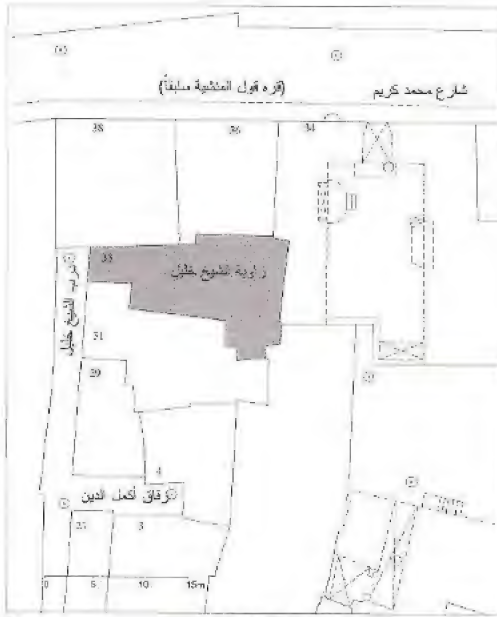 شارع محمد كريم (قره قول المنشية سابقاً)
38 36 34
33
زاوية الشيخ خليل
درب الشيخ خليل
31
29
4
زقاق أكمل الدين
3
0 5 10 15m